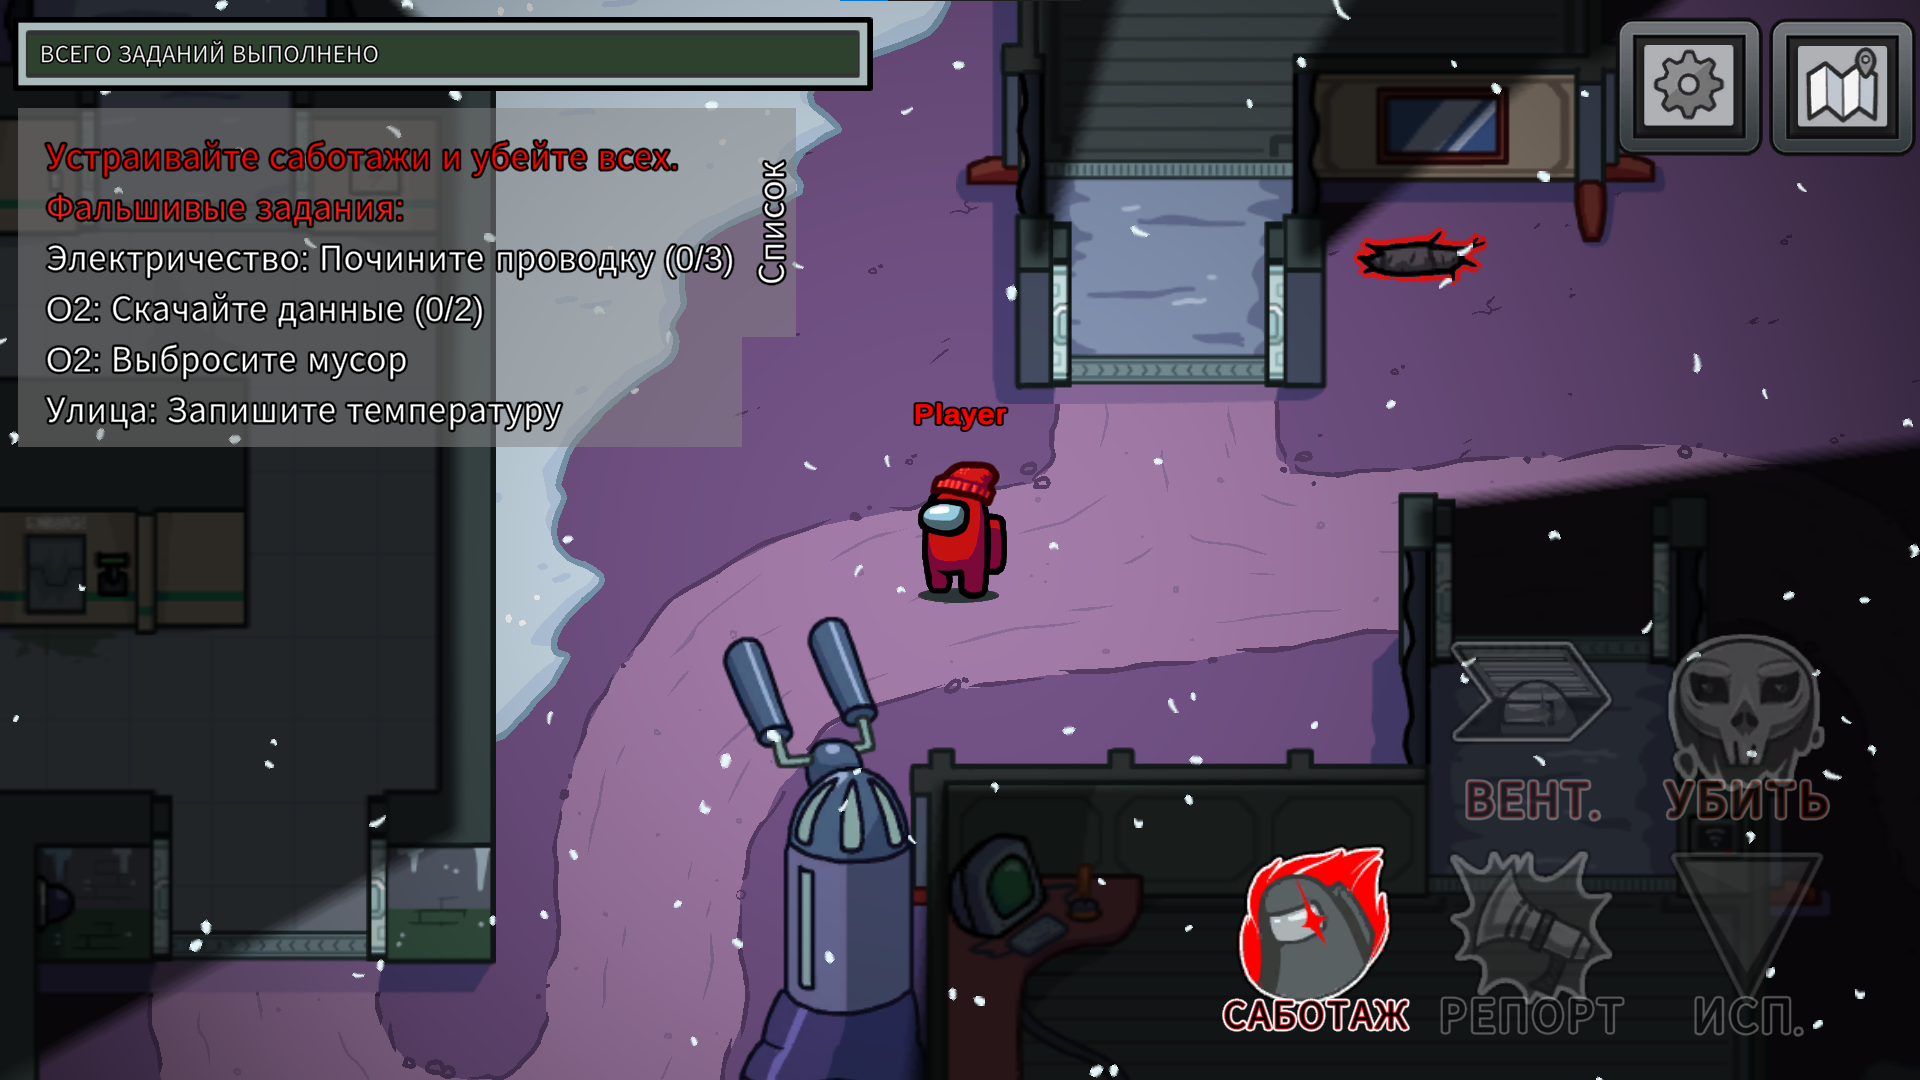 ВСЕГО ЗАДАНИЙ ВЫПОЛНЕНО
Устраивайте саботажи и убейте всех.
Фальшивые задания:
Электричество: Почините проводку (0/3)
O2: Скачайте данные (0/2)
O2: Выбросите мусор
Улица: Запишите температуру
Список
Player
ВЕНТ.
УБИТЬ
САБОТАЖ
РЕПОРТ
ИСП.